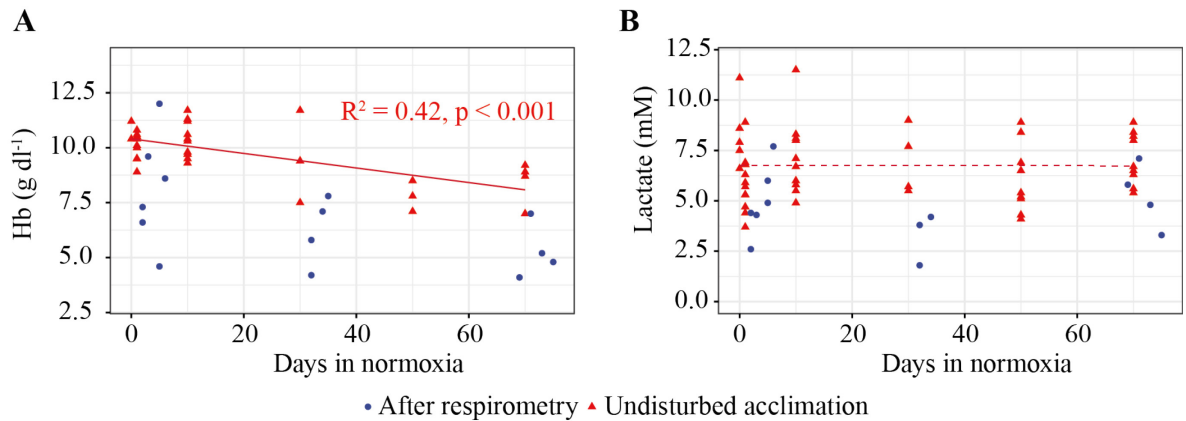 A
B
Hb (g dl⁻¹)
12.5
10.0
7.5
5.0
2.5
R² = 0.42, p < 0.001
0 20 40 60
Days in normoxia
Lactate (mM)
12.5
10.0
7.5
5.0
2.5
0.0
0 20 40 60
Days in normoxia
After respirometry Undisturbed acclimation